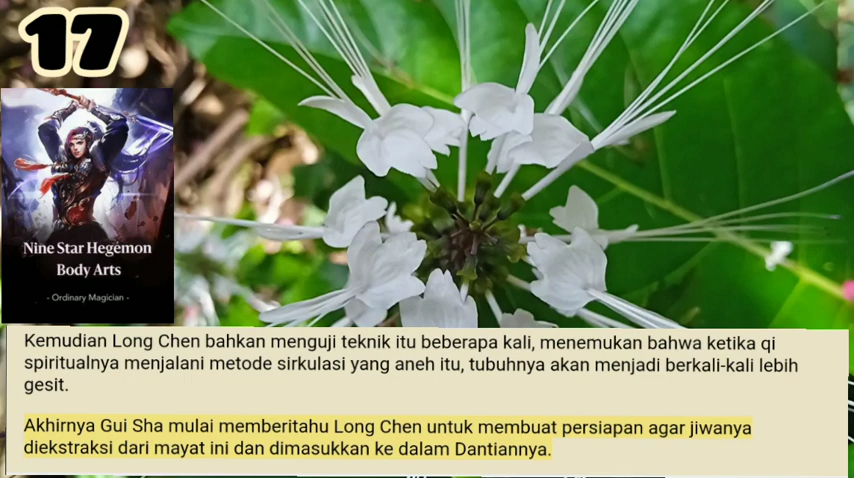 17
Nine Star Hegemon
Body Arts
- Ordinary Magician -
Kemudian Long Chen bahkan menguji teknik itu beberapa kali, menemukan bahwa ketika qi
spiritualnya menjalani metode sirkulasi yang aneh itu, tubuhnya akan menjadi berkali-kali lebih
gesit.
Akhirnya Gui Sha mulai memberitahu Long Chen untuk membuat persiapan agar jiwanya
diekstraksi dari mayat ini dan dimasukkan ke dalam Dantiannya.